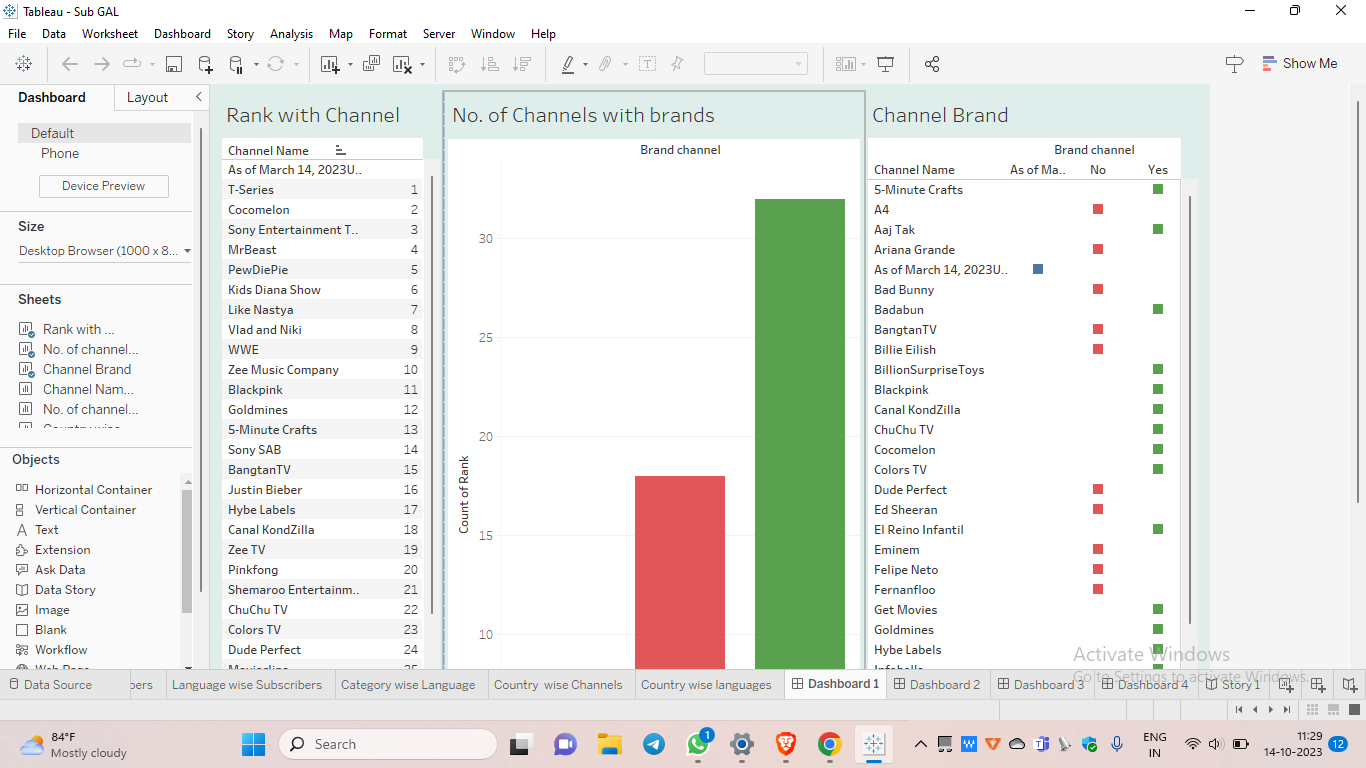 Tableau - Sub GAL
File Data Worksheet Dashboard Story Analysis Map Format Server Window Help
Show Me
Dashboard Layout
Default
Phone
Device Preview
Size
Desktop Browser (1000 x 8...
Sheets
Rank with ...
No. of channel...
Channel Brand
Channel Nam...
No. of channel...
Objects
Horizontal Container
Vertical Container
Text
Extension
Ask Data
Data Story
Image
Blank
Workflow
Web Page
Rank with Channel
Channel Name
As of March 14, 2023U..
T-Series 1
Cocomelon 2
Sony Entertainment T.. 3
MrBeast 4
PewDiePie 5
Kids Diana Show 6
Like Nastya 7
Vlad and Niki 8
WWE 9
Zee Music Company 10
Blackpink 11
Goldmines 12
5-Minute Crafts 13
Sony SAB 14
BangtanTV 15
Justin Bieber 16
Hybe Labels 17
Canal KondZilla 18
Zee TV 19
Pinkfong 20
Shemaroo Entertainm.. 21
ChuChu TV 22
Colors TV 23
Dude Perfect 24
Movieclips 25
No. of Channels with brands
Brand channel
Count of Rank
30
25
20
15
10
Channel Brand
Brand channel
Channel Name As of Ma.. No Yes
5-Minute Crafts
A4
Aaj Tak
Ariana Grande
As of March 14, 2023U..
Bad Bunny
Badabun
BangtanTV
Billie Eilish
BillionSurpriseToys
Blackpink
Canal KondZilla
ChuChu TV
Cocomelon
Colors TV
Dude Perfect
Ed Sheeran
El Reino Infantil
Eminem
Felipe Neto
Fernanfloo
Get Movies
Goldmines
Hybe Labels
Infobells
Activate Windows
Go to Settings to activate Windows.
Data Source bers Language wise Subscribers Category wise Language Country wise Channels Country wise languages Dashboard 1 Dashboard 2 Dashboard 3 Dashboard 4 Story 1
84°F
Mostly cloudy
Search
1
ENG
IN
11:29
14-10-2023
12